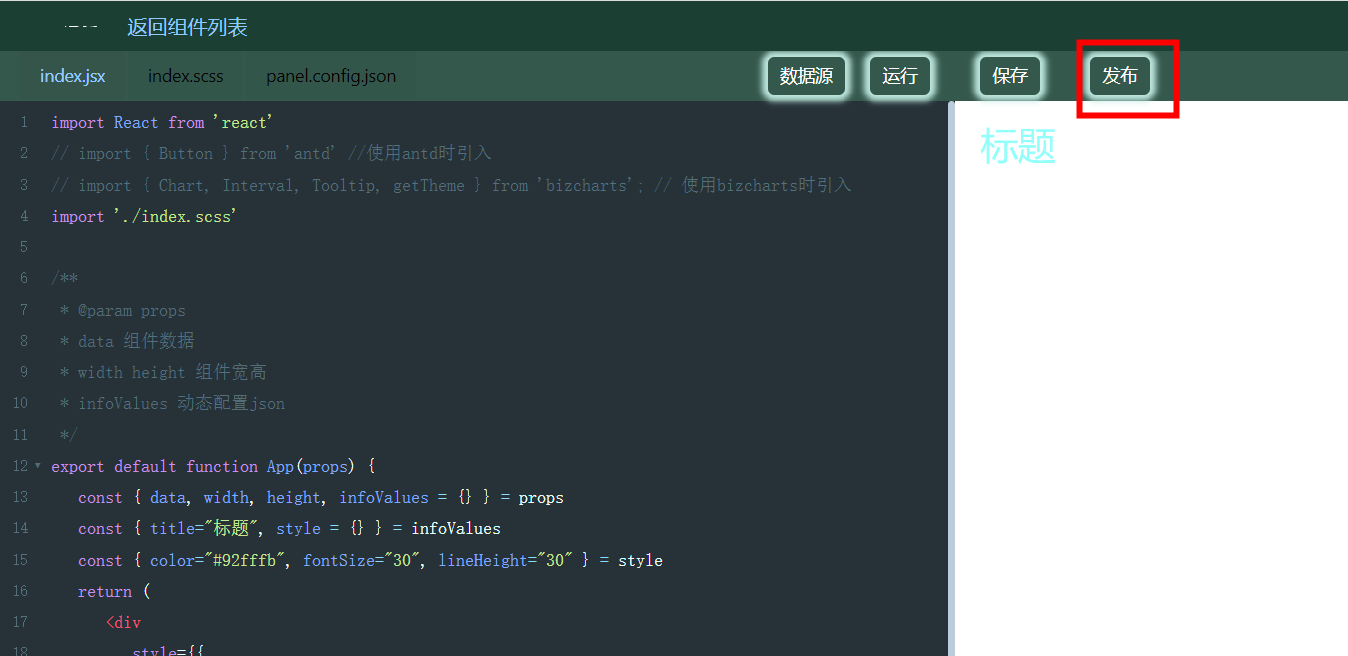 返回组件列表
index.jsx index.scss panel.config.json 数据源 运行 保存 发布
1 import React from 'react'
2 // import { Button } from 'antd' //使用antd时引入
3 // import { Chart, Interval, Tooltip, getTheme } from 'bizcharts'; // 使用bizcharts时引入
4 import './index.scss'
5
6 /**
7 * @param props
8 * data 组件数据
9 * width height 组件宽高
10 * infoValues 动态配置json
11 */
12 export default function App(props) {
13 const { data, width, height, infoValues = {} } = props
14 const { title="标题", style = {} } = infoValues
15 const { color="#92fffb", fontSize="30", lineHeight="30" } = style
16 return (
17 <div
18 style={{
标题